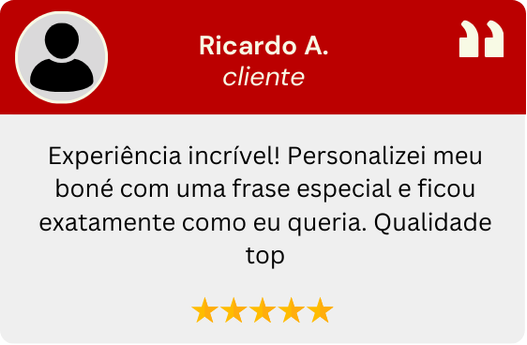 Ricardo A.
cliente
Experiência incrível! Personalizei meu
boné com uma frase especial e ficou
exatamente como eu queria. Qualidade
top